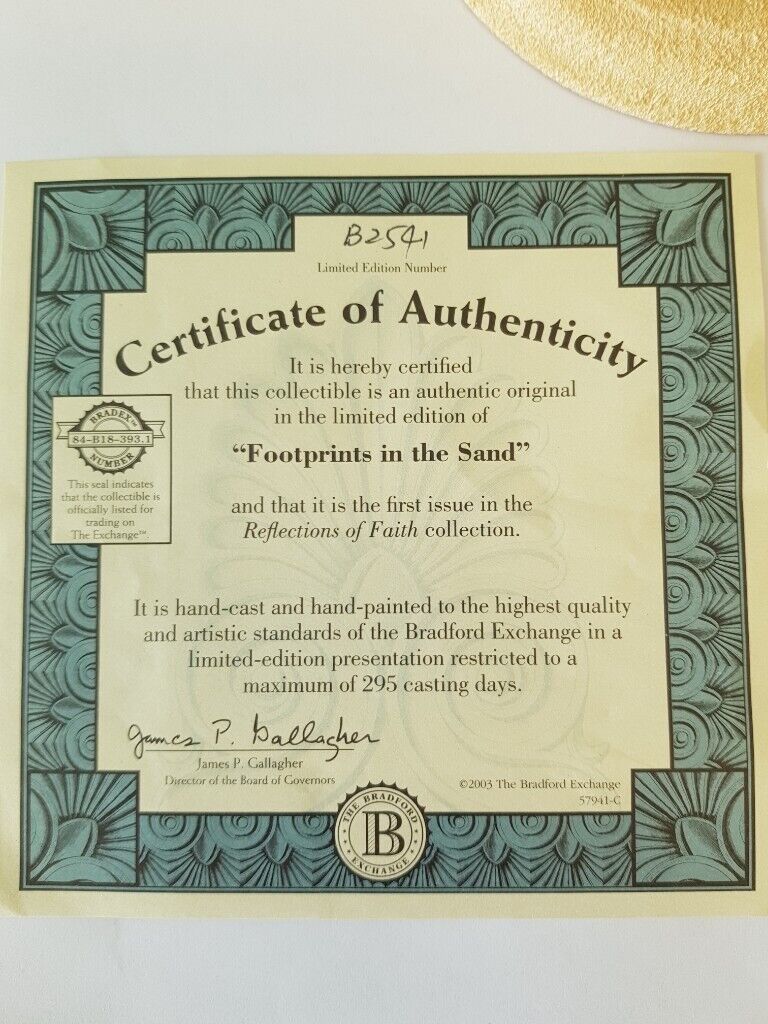 B2541
Limited Edition Number
Certificate of Authenticity
It is hereby certified
that this collectible is an authentic original
in the limited edition of
“Footprints in the Sand”
and that it is the first issue in the
Reflections of Faith collection.
BRADEX™
84-B18-393.1
NUMBER
This seal indicates
that the collectible is
officially listed for
trading on
The Exchange™.
It is hand-cast and hand-painted to the highest quality
and artistic standards of the Bradford Exchange in a
limited-edition presentation restricted to a
maximum of 295 casting days.
James P. Gallagher
James P. Gallagher
Director of the Board of Governors
©2003 The Bradford Exchange
57941-C
THE BRADFORD
B
EXCHANGE